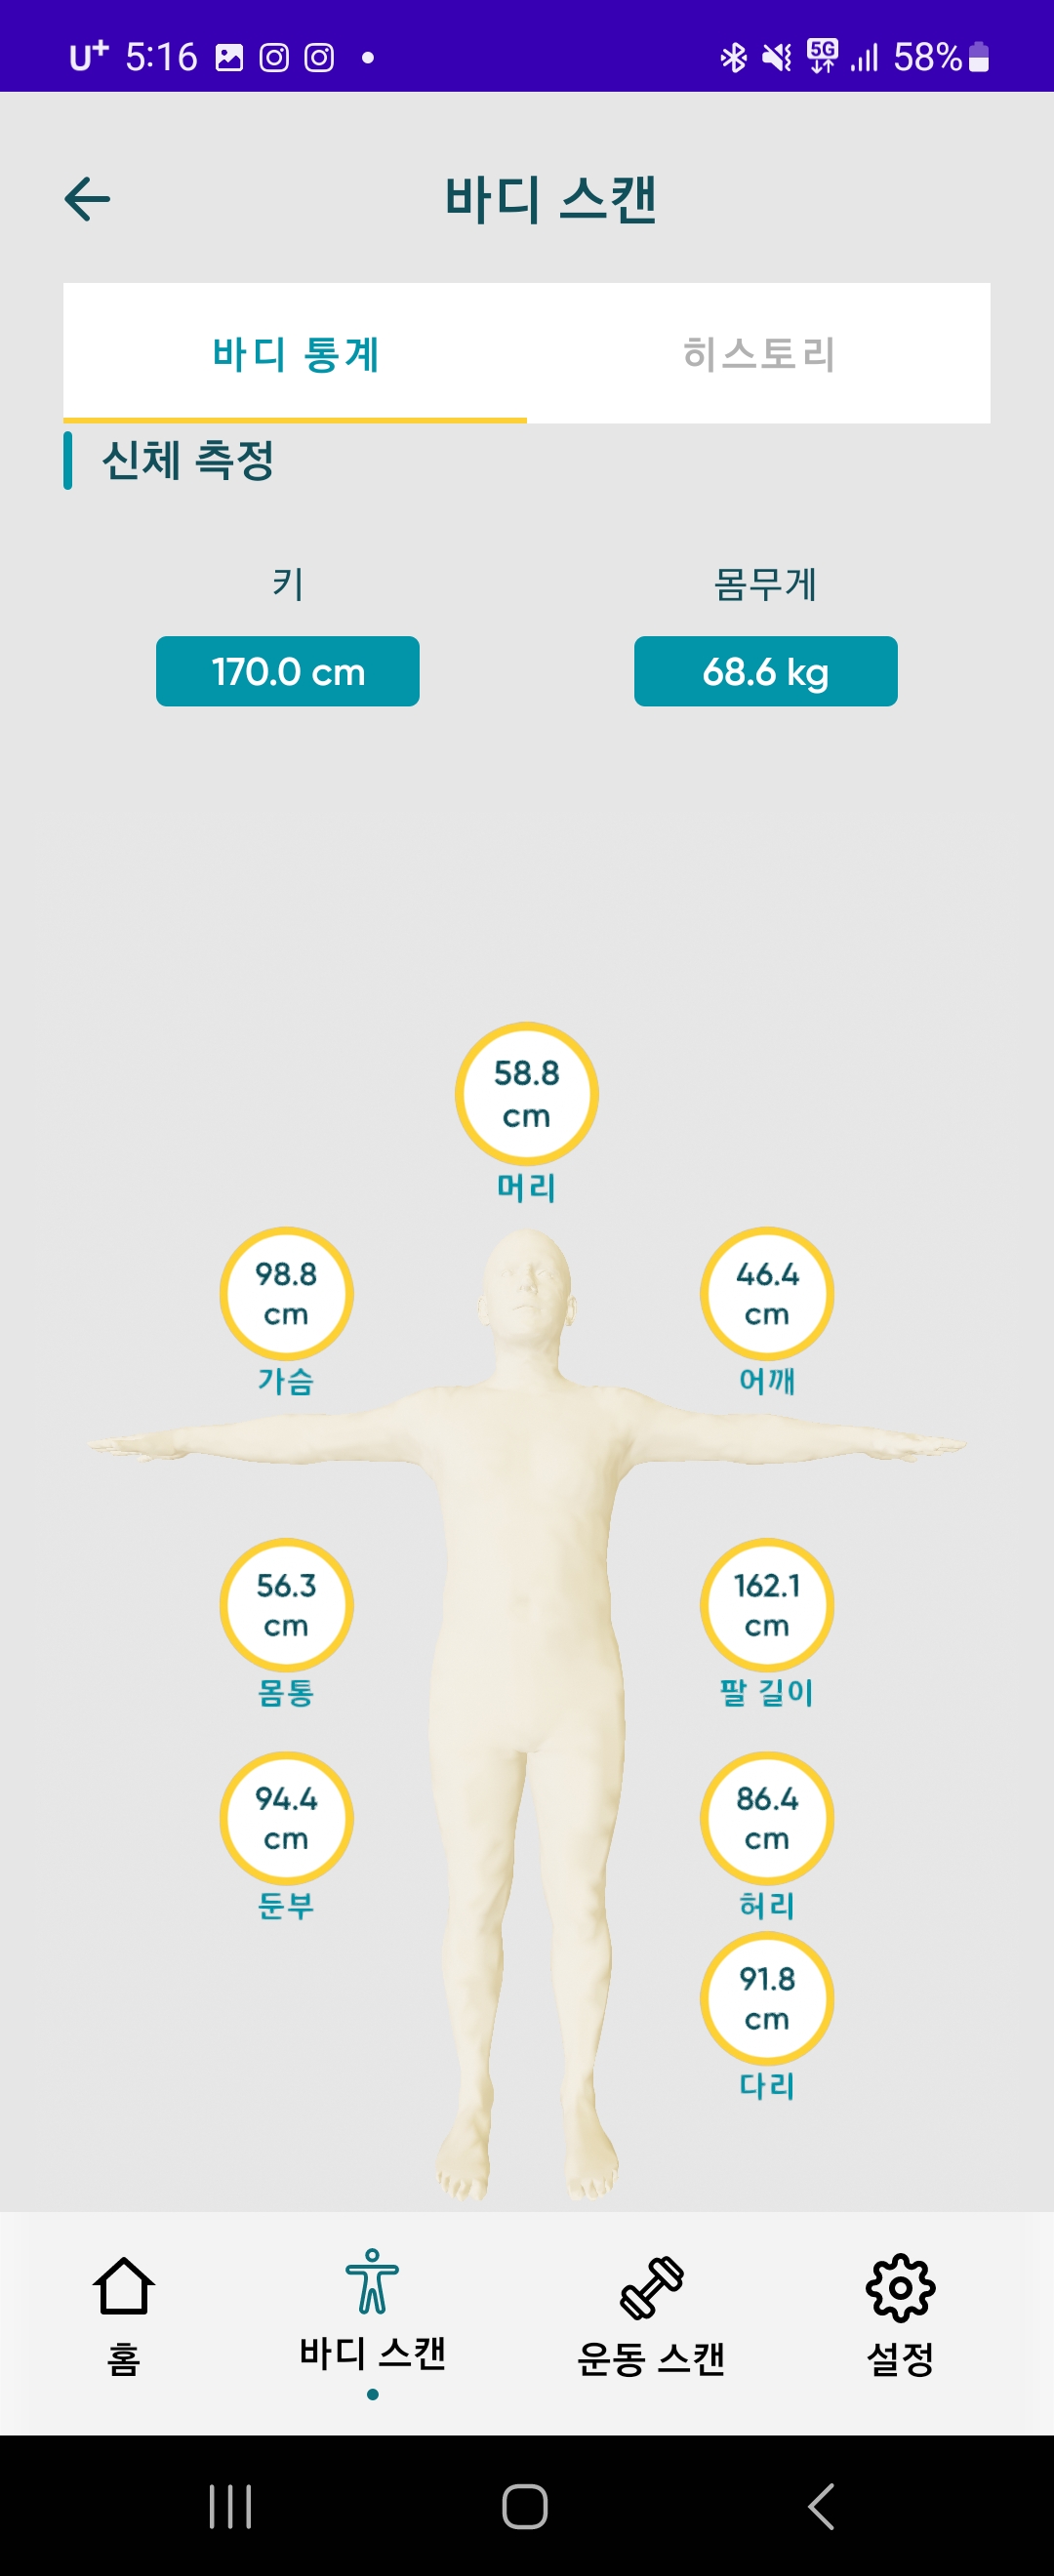 U+ 5:16 5G 58%
바디 스캔
바디 통계 히스토리
신체 측정
키 몸무게
170.0 cm 68.6 kg
58.8
cm
머리
98.8
cm
가슴
46.4
cm
어깨
56.3
cm
몸통
162.1
cm
팔 길이
94.4
cm
둔부
86.4
cm
허리
91.8
cm
다리
홈 바디 스캔 운동 스캔 설정